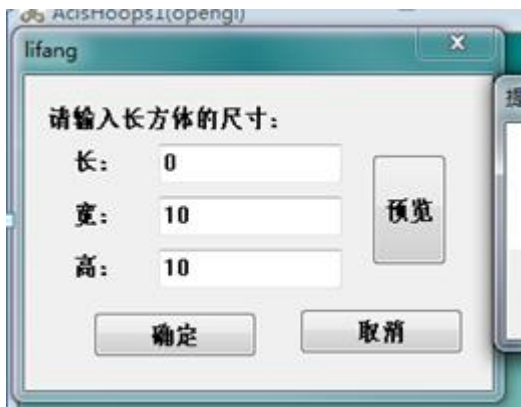 AcisHoops1(opengl)
lifang
请输入长方体的尺寸：
长： 0
宽： 10
高： 10
预览
确定 取消
提